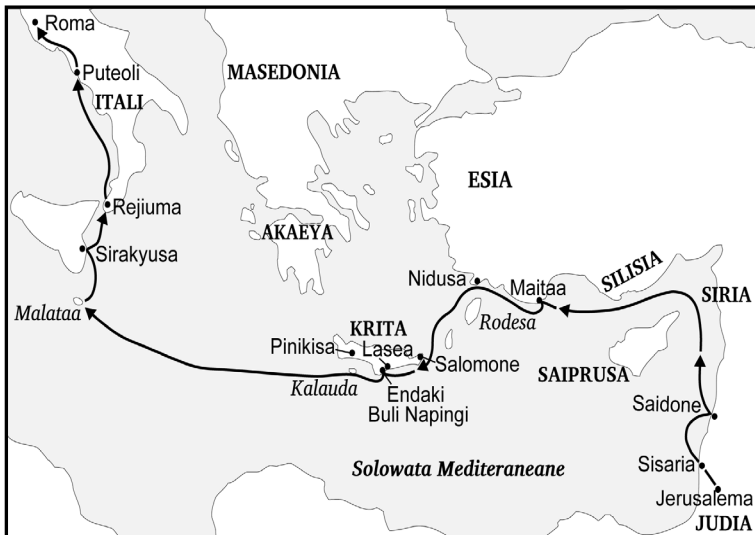 Roma
Puteoli
ITALI
MASEDONIA
ESIA
Rejiuma
AKAEYA
Sirakyusa
Malataa
Nidusa
Maitaa
SILISIA
SIRIA
Rodesa
KRITA
Pinikisa
Lasea
Salomone
SAIPRUSA
Kalauda
Endaki
Buli Napingi
Saidone
Solowata Mediteraneane
Sisaria
Jerusalema
JUDIA